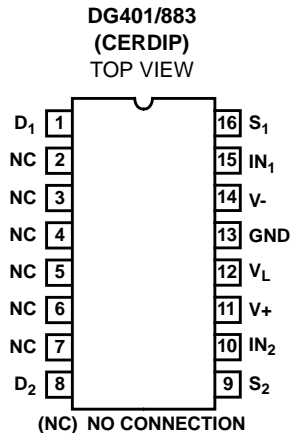 DG401/883
(CERDIP)
TOP VIEW
D1 1 16 S1
NC 2 15 IN1
NC 3 14 V-
NC 4 13 GND
NC 5 12 VL
NC 6 11 V+
NC 7 10 IN2
D2 8 9 S2
(NC) NO CONNECTION